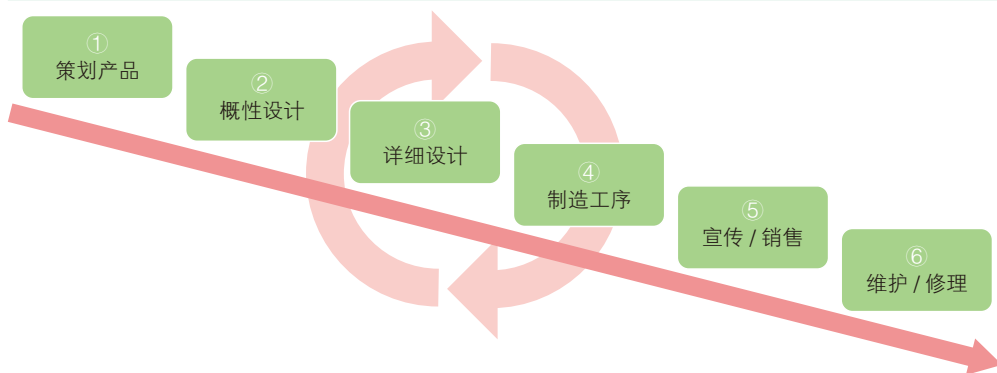 ①
策划产品
②
概性设计
③
详细设计
④
制造工序
⑤
宣传 / 销售
⑥
维护 / 修理